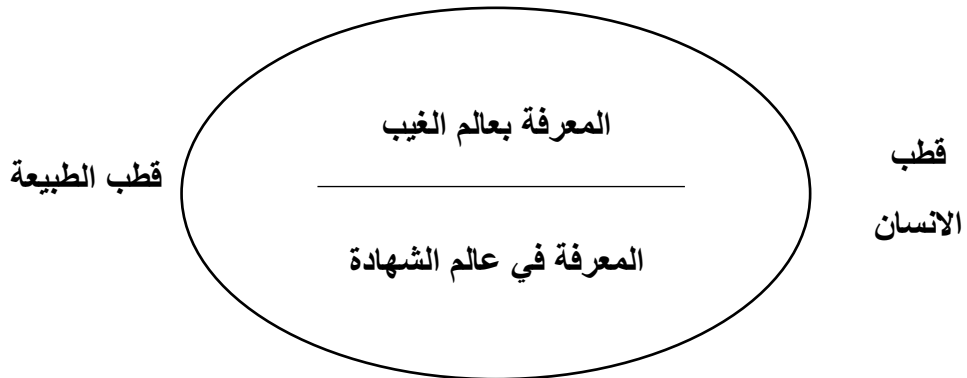 المعرفة بعالم الغيب
قطب
الانسان
قطب الطبيعة
المعرفة في عالم الشهادة